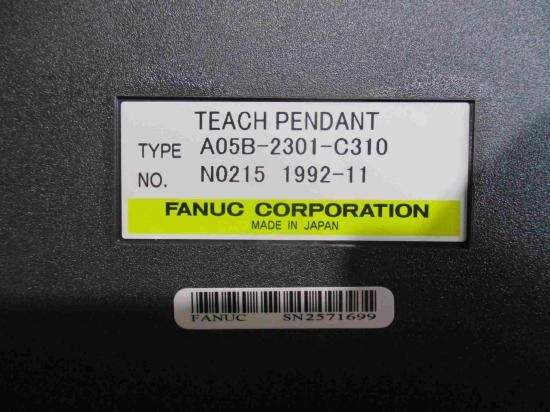 TEACH PENDANT
TYPE A05B-2301-C310
NO. N0215 1992-11
FANUC CORPORATION
MADE IN JAPAN
FANUC SN2571699